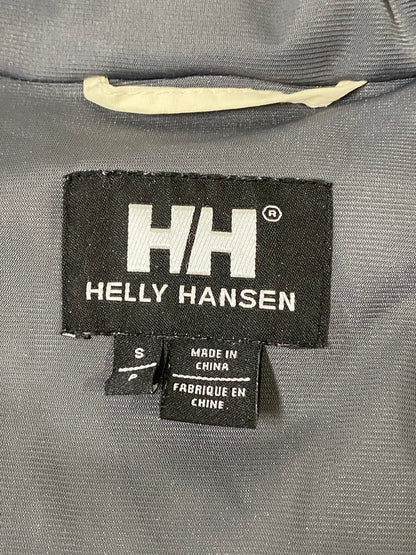 HH®
HELLY HANSEN
S
P
MADE IN
CHINA
FABRIQUE EN
CHINE